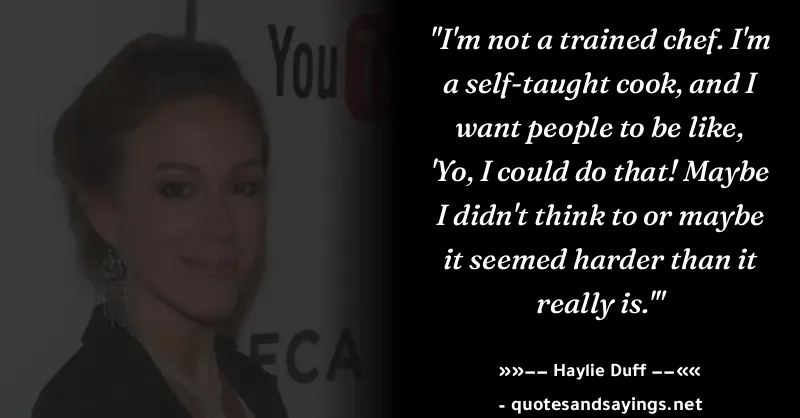 YouT
ECA
"I'm not a trained chef. I'm
a self-taught cook, and I
want people to be like,
'Yo, I could do that! Maybe
I didn't think to or maybe
it seemed harder than it
really is.'"
»»—— Haylie Duff ——««
- quotesandsayings.net